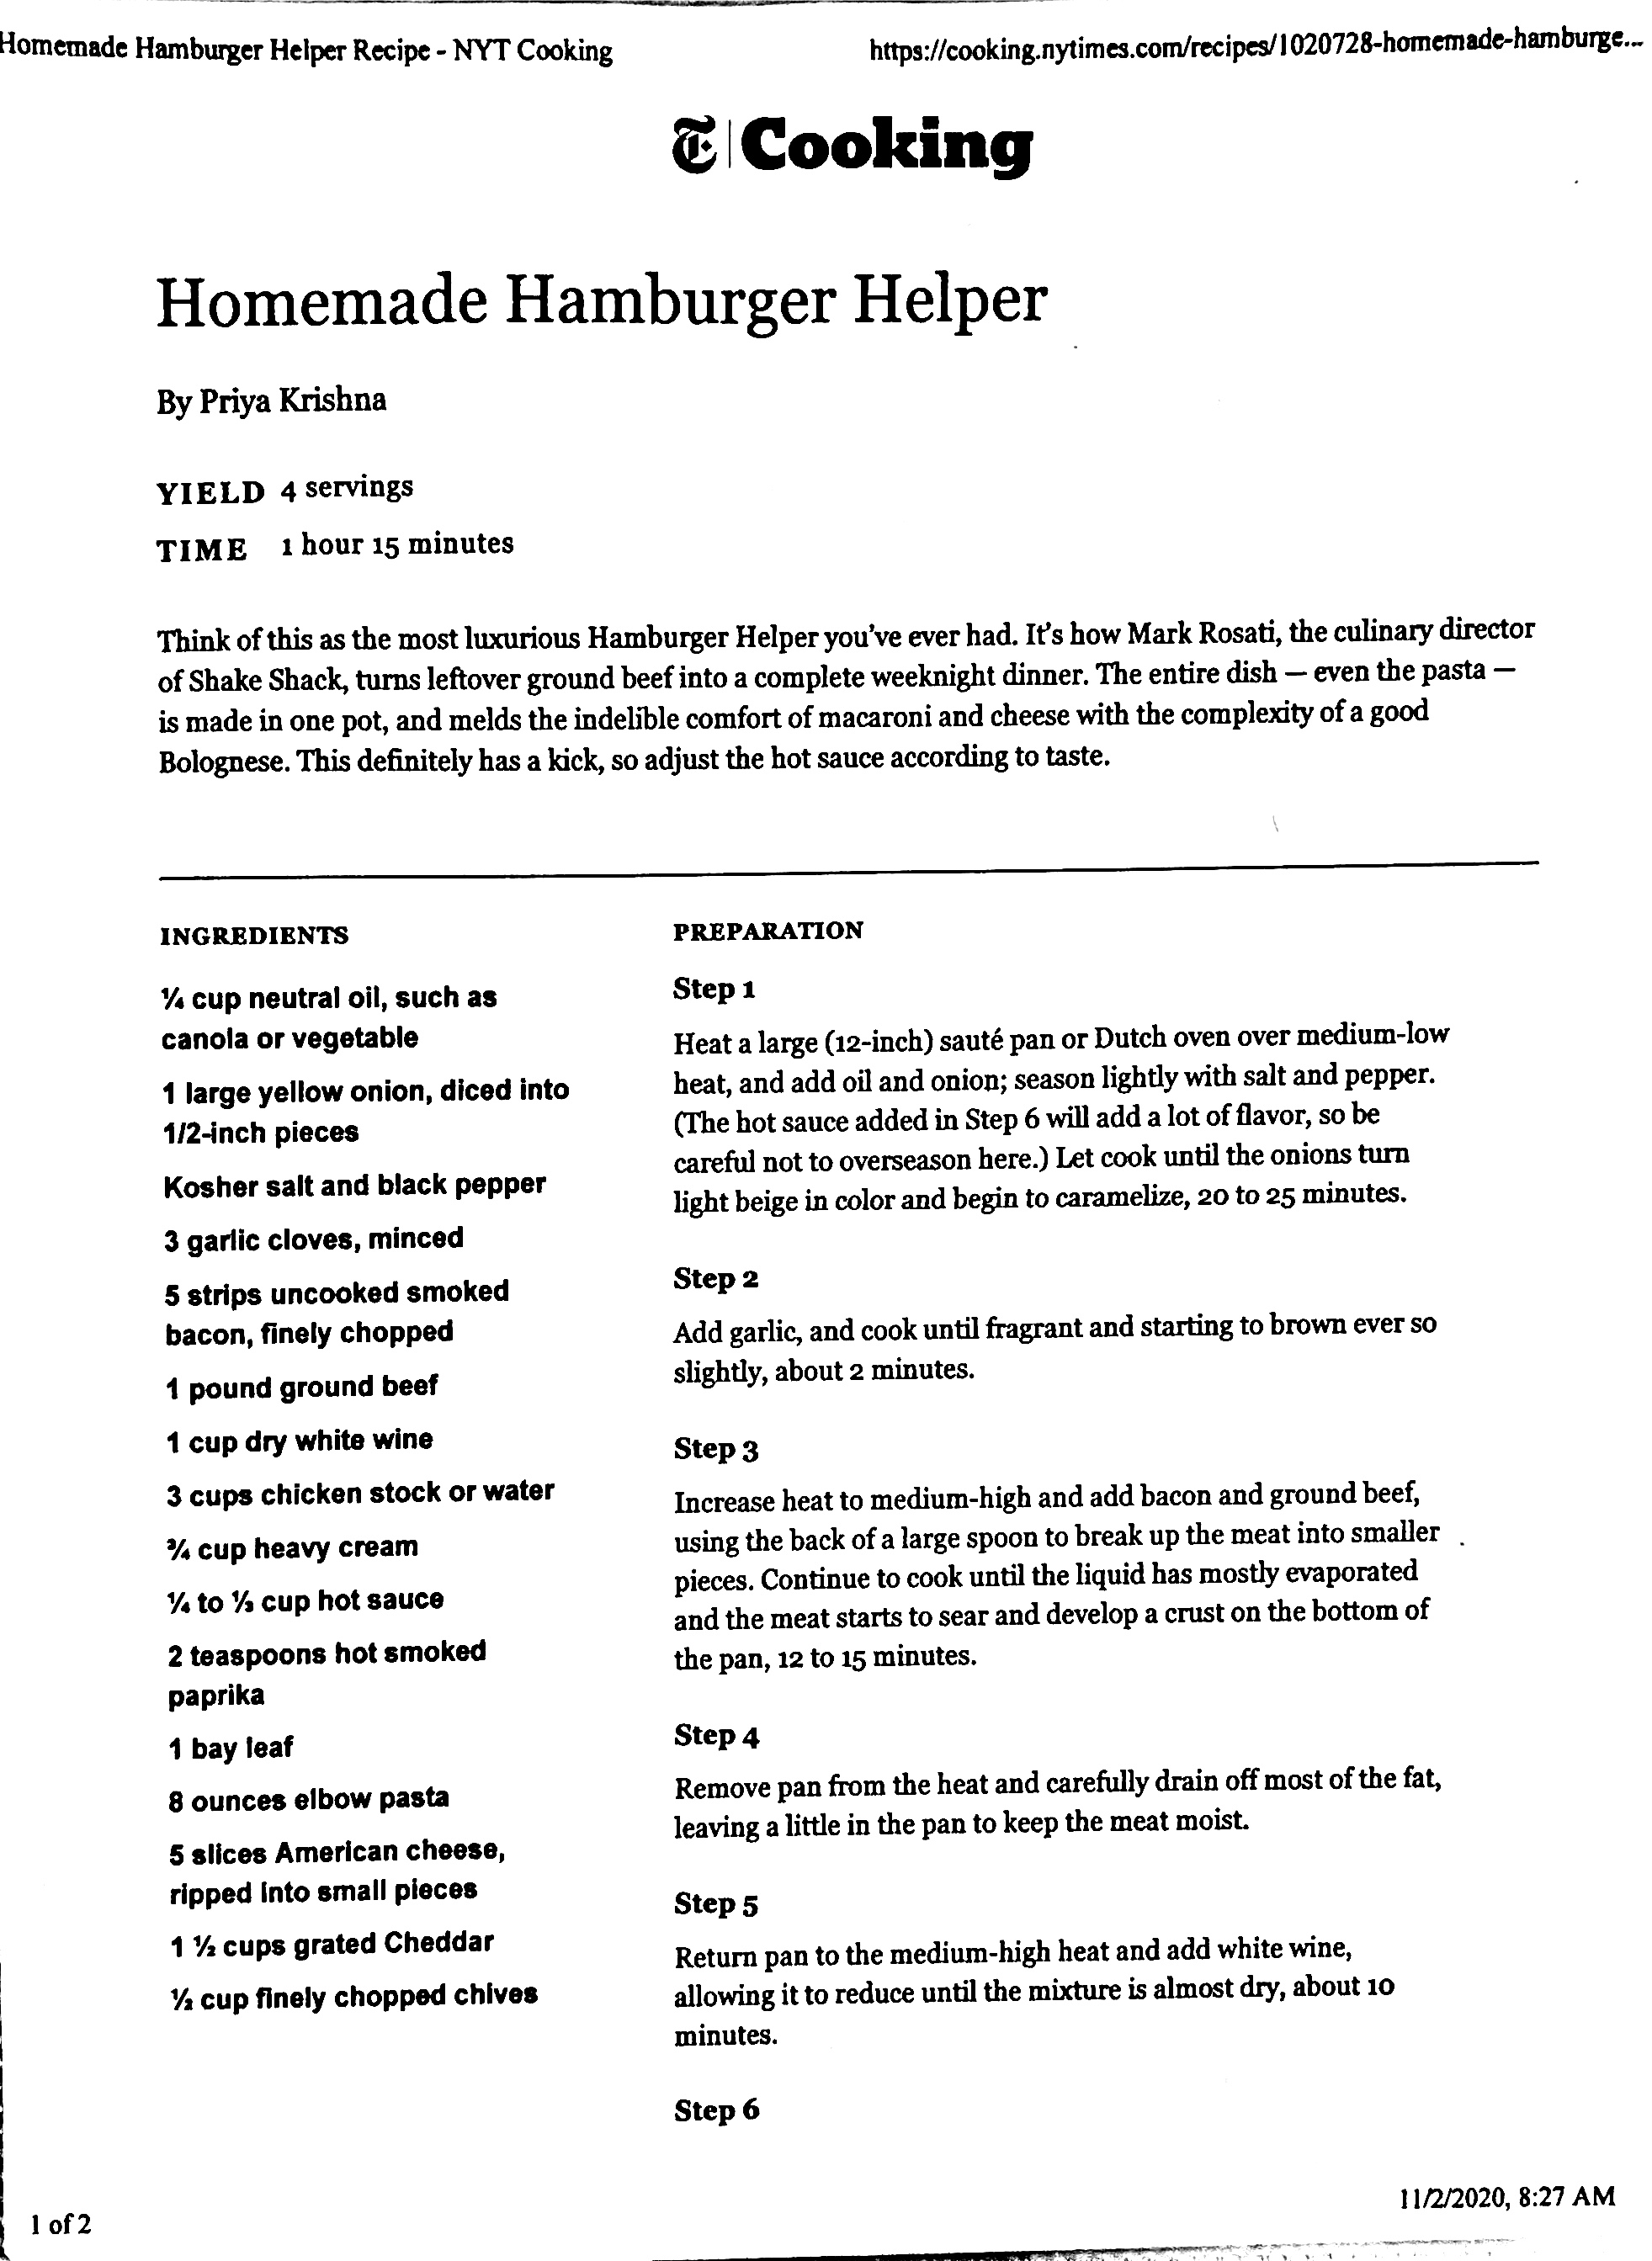 Homemade Hamburger Helper Recipe - NYT Cooking
https://cooking.nytimes.com/recipes/1020728-homemade-hamburge...
T Cooking
Homemade Hamburger Helper
By Priya Krishna
YIELD 4 servings
TIME 1 hour 15 minutes
Think of this as the most luxurious Hamburger Helper you've ever had. It's how Mark Rosati, the culinary director
of Shake Shack, turns leftover ground beef into a complete weeknight dinner. The entire dish — even the pasta —
is made in one pot, and melds the indelible comfort of macaroni and cheese with the complexity of a good
Bolognese. This definitely has a kick, so adjust the hot sauce according to taste.
INGREDIENTS
¼ cup neutral oil, such as
canola or vegetable
1 large yellow onion, diced into
1/2-inch pieces
Kosher salt and black pepper
3 garlic cloves, minced
5 strips uncooked smoked
bacon, finely chopped
1 pound ground beef
1 cup dry white wine
3 cups chicken stock or water
¾ cup heavy cream
¼ to ⅓ cup hot sauce
2 teaspoons hot smoked
paprika
1 bay leaf
8 ounces elbow pasta
5 slices American cheese,
ripped into small pieces
1 ½ cups grated Cheddar
½ cup finely chopped chives
PREPARATION
Step 1
Heat a large (12-inch) sauté pan or Dutch oven over medium-low
heat, and add oil and onion; season lightly with salt and pepper.
(The hot sauce added in Step 6 will add a lot of flavor, so be
careful not to overseason here.) Let cook until the onions turn
light beige in color and begin to caramelize, 20 to 25 minutes.
Step 2
Add garlic, and cook until fragrant and starting to brown ever so
slightly, about 2 minutes.
Step 3
Increase heat to medium-high and add bacon and ground beef,
using the back of a large spoon to break up the meat into smaller
pieces. Continue to cook until the liquid has mostly evaporated
and the meat starts to sear and develop a crust on the bottom of
the pan, 12 to 15 minutes.
Step 4
Remove pan from the heat and carefully drain off most of the fat,
leaving a little in the pan to keep the meat moist.
Step 5
Return pan to the medium-high heat and add white wine,
allowing it to reduce until the mixture is almost dry, about 10
minutes.
Step 6
1 of 2
11/2/2020, 8:27 AM